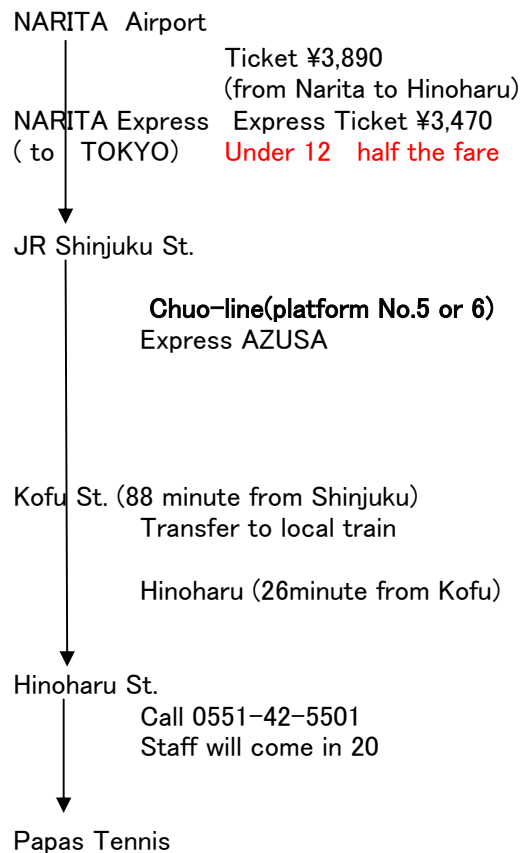 NARITA Airport
Ticket ¥3,890
(from Narita to Hinoharu)
NARITA Express Express Ticket ¥3,470
( to TOKYO) Under 12 half the fare
JR Shinjuku St.
Chuo-line(platform No.5 or 6)
Express AZUSA
Kofu St. (88 minute from Shinjuku)
Transfer to local train
Hinoharu (26minute from Kofu)
Hinoharu St.
Call 0551-42-5501
Staff will come in 20
Papas Tennis